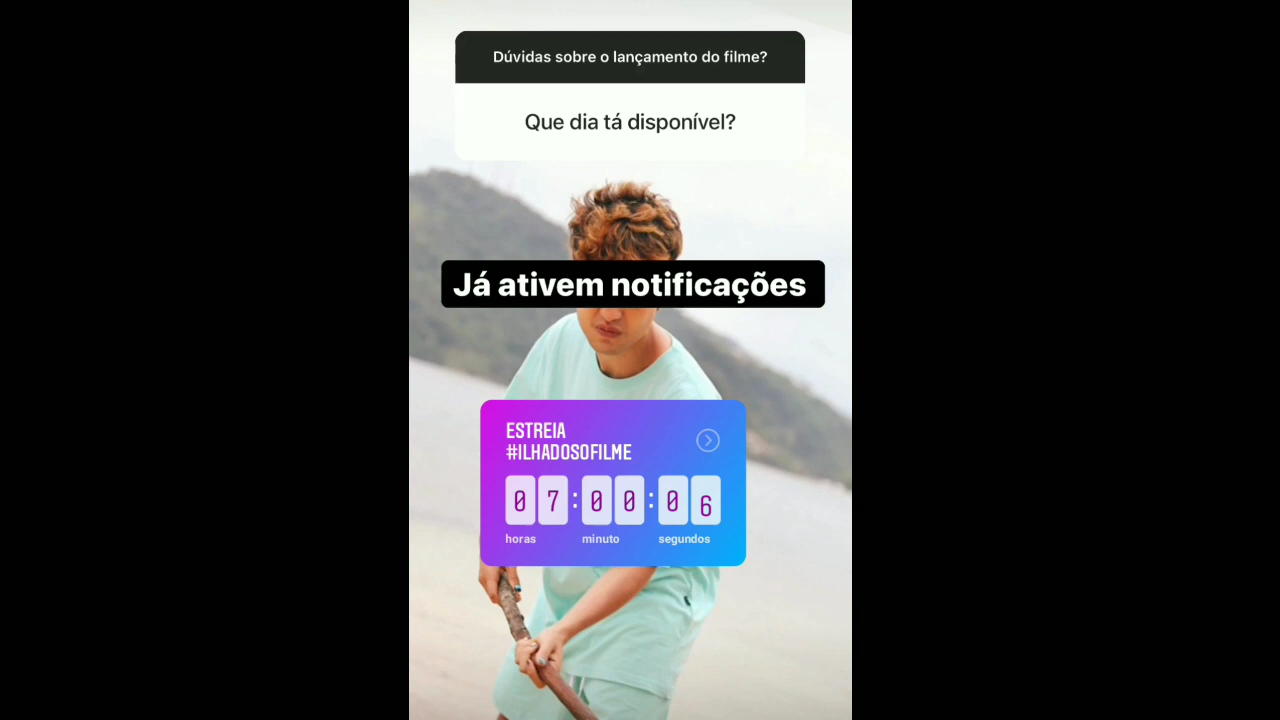 Dúvidas sobre o lançamento do filme?
Que dia tá disponível?
Já ativem notificações
ESTREIA
#ILHADOSOFILME
07:00:06
horas minuto segundos